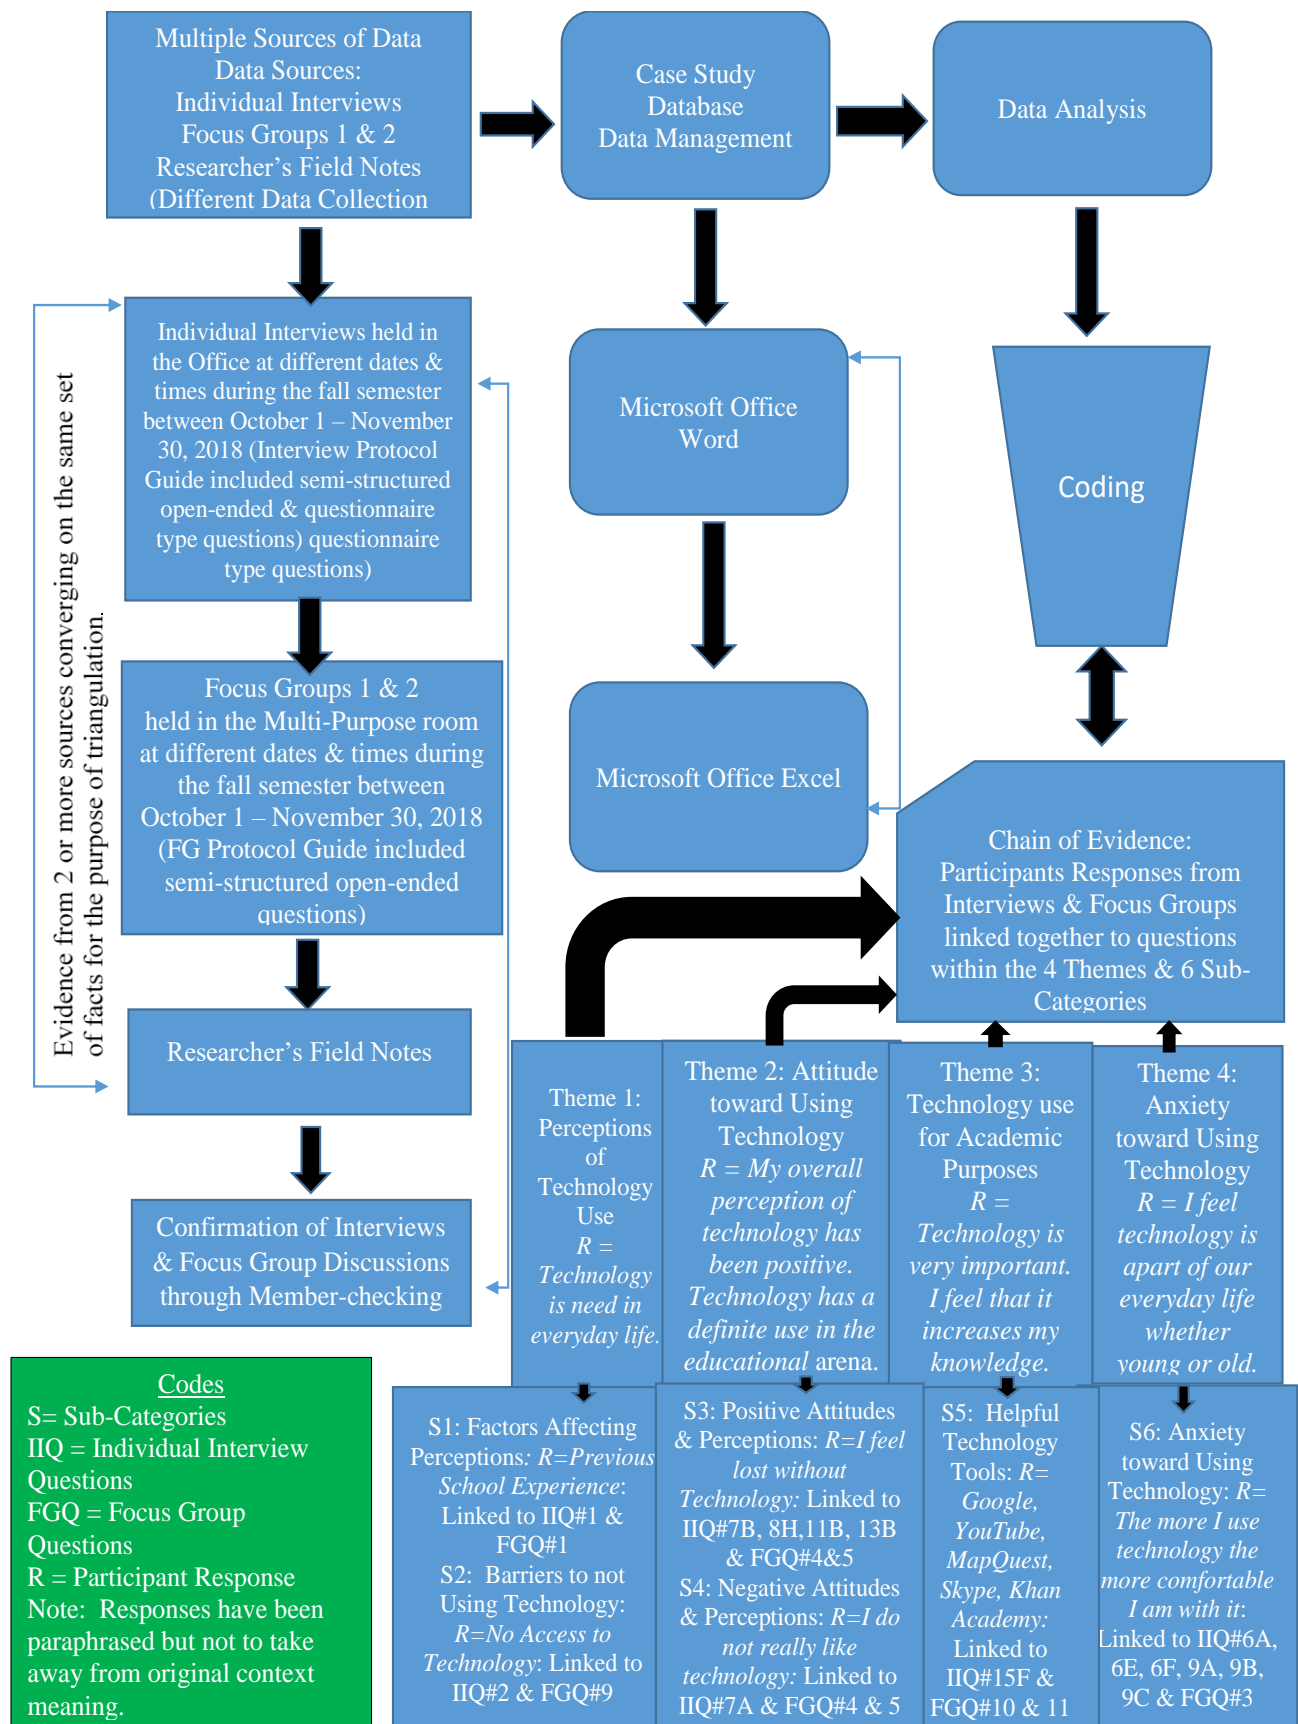 Multiple Sources of Data
Data Sources:
Individual Interviews
Focus Groups 1 & 2
Researcher's Field Notes
(Different Data Collection
Case Study
Database
Data Management
Data Analysis
Individual Interviews held in
the Office at different dates &
times during the fall semester
between October 1 – November
30, 2018 (Interview Protocol
Guide included semi-structured
open-ended & questionnaire
type questions) questionnaire
type questions)
Microsoft Office
Word
Coding
Evidence from 2 or more sources converging on the same set
of facts for the purpose of triangulation.
Focus Groups 1 & 2
held in the Multi-Purpose room
at different dates & times during
the fall semester between
October 1 – November 30, 2018
(FG Protocol Guide included
semi-structured open-ended
questions)
Microsoft Office Excel
Chain of Evidence:
Participants Responses from
Interviews & Focus Groups
linked together to questions
within the 4 Themes & 6 Sub-
Categories
Researcher's Field Notes
Confirmation of Interviews
& Focus Group Discussions
through Member-checking
Theme 1:
Perceptions
of
Technology
Use
R =
Technology
is need in
everyday life.
Theme 2: Attitude
toward Using
Technology
R = My overall
perception of
technology has
been positive.
Technology has a
definite use in the
educational arena.
Theme 3:
Technology use
for Academic
Purposes
R =
Technology is
very important.
I feel that it
increases my
knowledge.
Theme 4:
Anxiety
toward Using
Technology
R = I feel
technology is
apart of our
everyday life
whether
young or old.
Codes
S= Sub-Categories
IIQ = Individual Interview
Questions
FGQ = Focus Group
Questions
R = Participant Response
Note: Responses have been
paraphrased but not to take
away from original context
meaning.
S1: Factors Affecting
Perceptions: R=Previous
School Experience:
Linked to IIQ#1 &
FGQ#1
S2: Barriers to not
Using Technology:
R=No Access to
Technology: Linked to
IIQ#2 & FGQ#9
S3: Positive Attitudes
& Perceptions: R=I feel
lost without
Technology: Linked to
IIQ#7B, 8H,11B, 13B
& FGQ#4&5
S4: Negative Attitudes
& Perceptions: R=I do
not really like
technology: Linked to
IIQ#7A & FGQ#4 & 5
S5: Helpful
Technology
Tools: R=
Google,
YouTube,
MapQuest,
Skype, Khan
Academy:
Linked to
IIQ#15F &
FGQ#10 & 11
S6: Anxiety
toward Using
Technology: R=
The more I use
technology the
more comfortable
I am with it:
Linked to IIQ#6A,
6E, 6F, 9A, 9B,
9C & FGQ#3